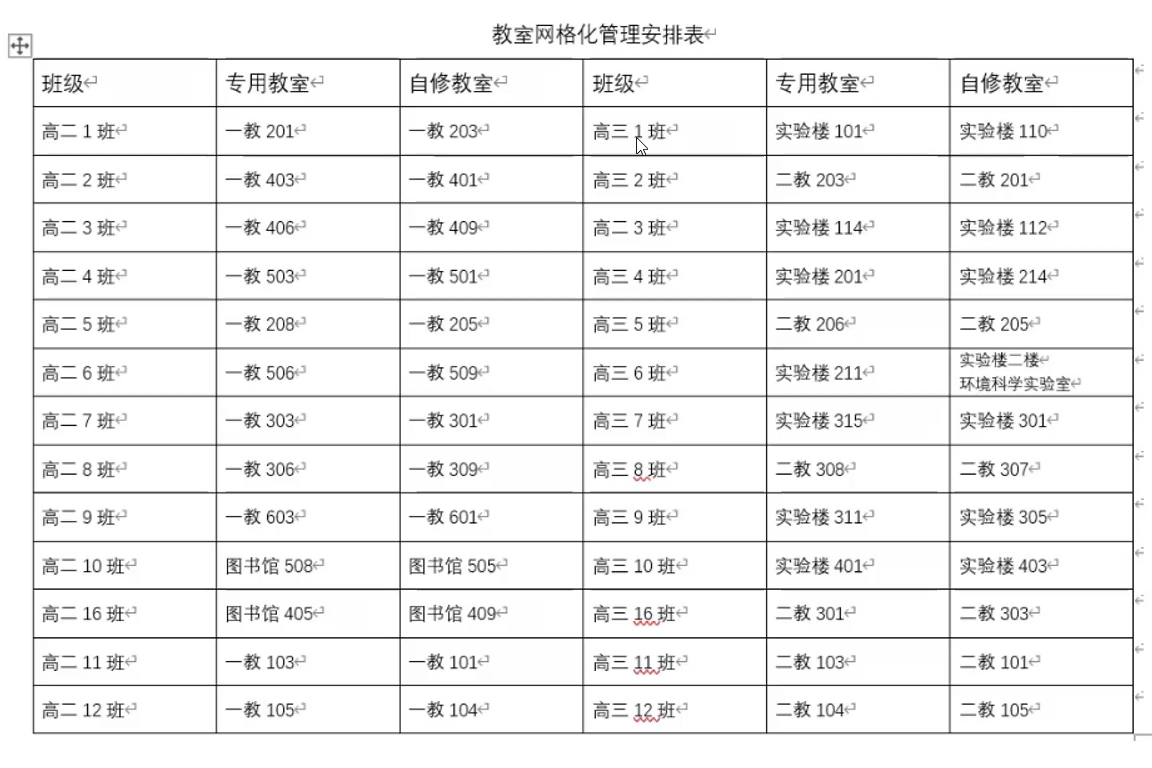 教室网格化管理安排表
班级 专用教室 自修教室 班级 专用教室 自修教室
高二 1 班 一教 201 一教 203 高三 1 班 实验楼 101 实验楼 110
高二 2 班 一教 403 一教 401 高三 2 班 二教 203 二教 201
高二 3 班 一教 406 一教 409 高二 3 班 实验楼 114 实验楼 112
高二 4 班 一教 503 一教 501 高三 4 班 实验楼 201 实验楼 214
高二 5 班 一教 208 一教 205 高三 5 班 二教 206 二教 205
高二 6 班 一教 506 一教 509 高三 6 班 实验楼 211 实验楼二楼
环境科学实验室
高二 7 班 一教 303 一教 301 高三 7 班 实验楼 315 实验楼 301
高二 8 班 一教 306 一教 309 高三 8 班 二教 308 二教 307
高二 9 班 一教 603 一教 601 高三 9 班 实验楼 311 实验楼 305
高二 10 班 图书馆 508 图书馆 505 高三 10 班 实验楼 401 实验楼 403
高二 16 班 图书馆 405 图书馆 409 高三 16 班 二教 301 二教 303
高二 11 班 一教 103 一教 101 高三 11 班 二教 103 二教 101
高二 12 班 一教 105 一教 104 高三 12 班 二教 104 二教 105